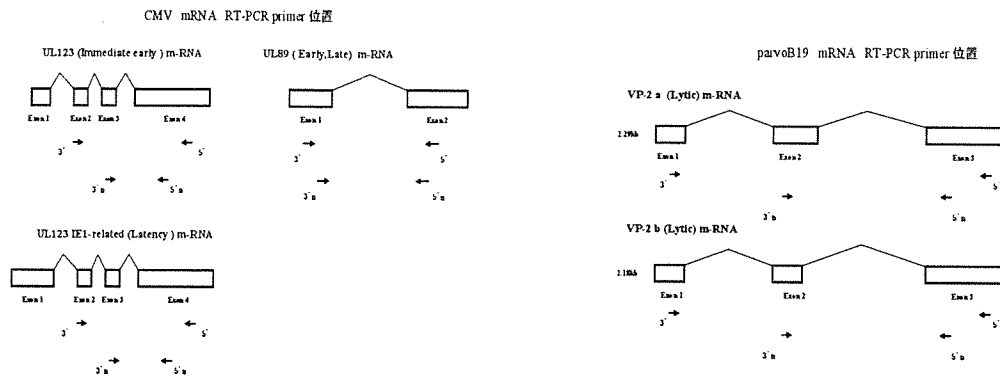 CMV mRNA RT-PCR primer 位置
UL123 (Immediate early ) m-RNA
Exon 1
Exon 2
Exon 3
Exon 4
3´
5´
3´n
5´n
UL89 ( Early,Late) m-RNA
Exon 1
Exon 2
3´
5´
3´n
5´n
UL123 IE1-related (Latency ) m-RNA
Exon 1
Exon 2
Exon 3
Exon 4
3´
5´
3´n
5´n
parvoB19 mRNA RT-PCR primer 位置
VP-2 a (Lytic) m-RNA
Exon 1
Exon 2
Exon 3
3´
5´
3´n
5´n
VP-2 b (Lytic) m-RNA
Exon 1
Exon 2
Exon 3
3´
5´
3´n
5´n